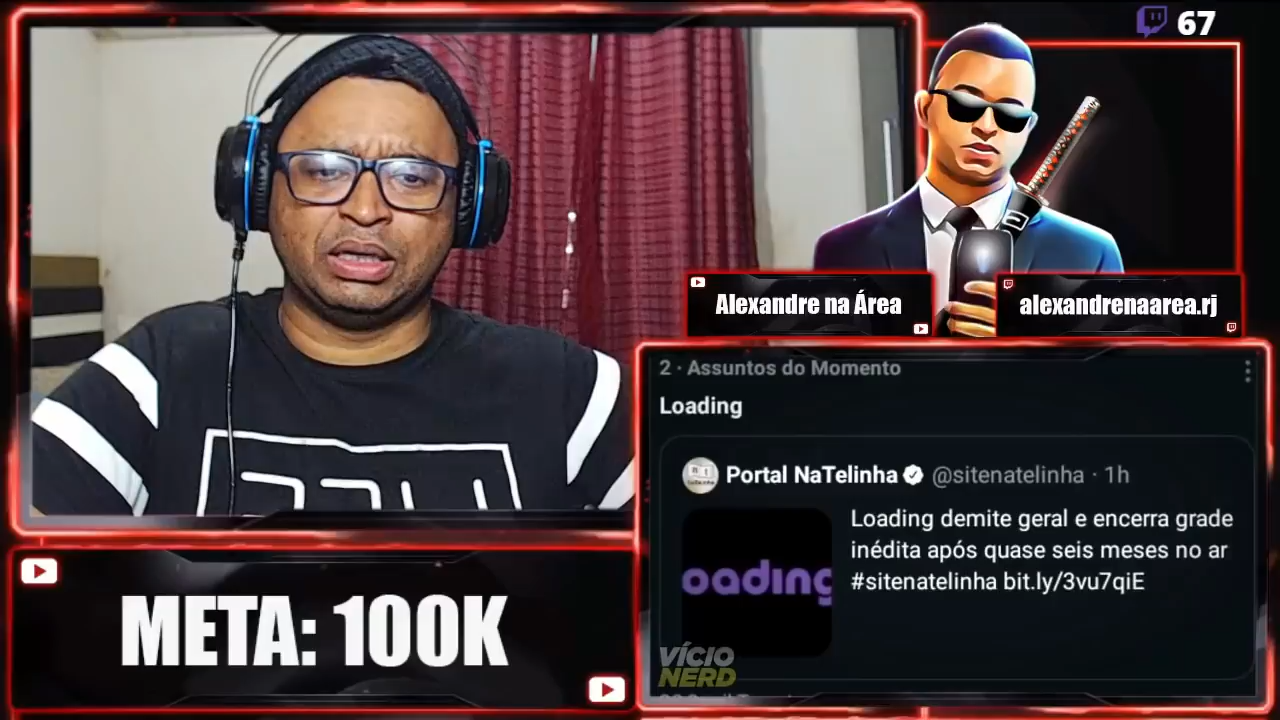 67
Alexandre na Área
alexandrenaarea.rj
2 · Assuntos do Momento
Loading
Portal NaTelinha @sitenatelinha · 1h
Loading demite geral e encerra grade
inédita após quase seis meses no ar
#sitenatelinha bit.ly/3vu7qiE
oading
VÍCIO
NERD
META: 100K